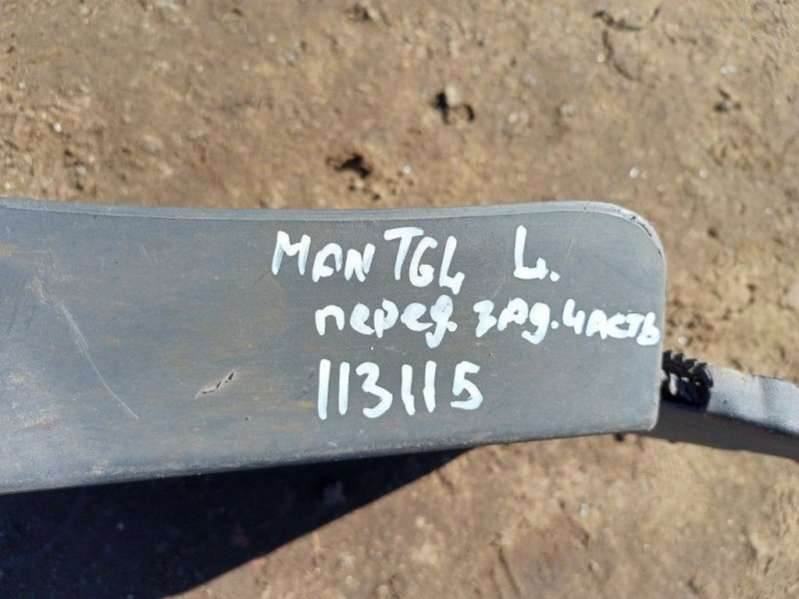 MAN TGL L.
перед. зад. часть
113115